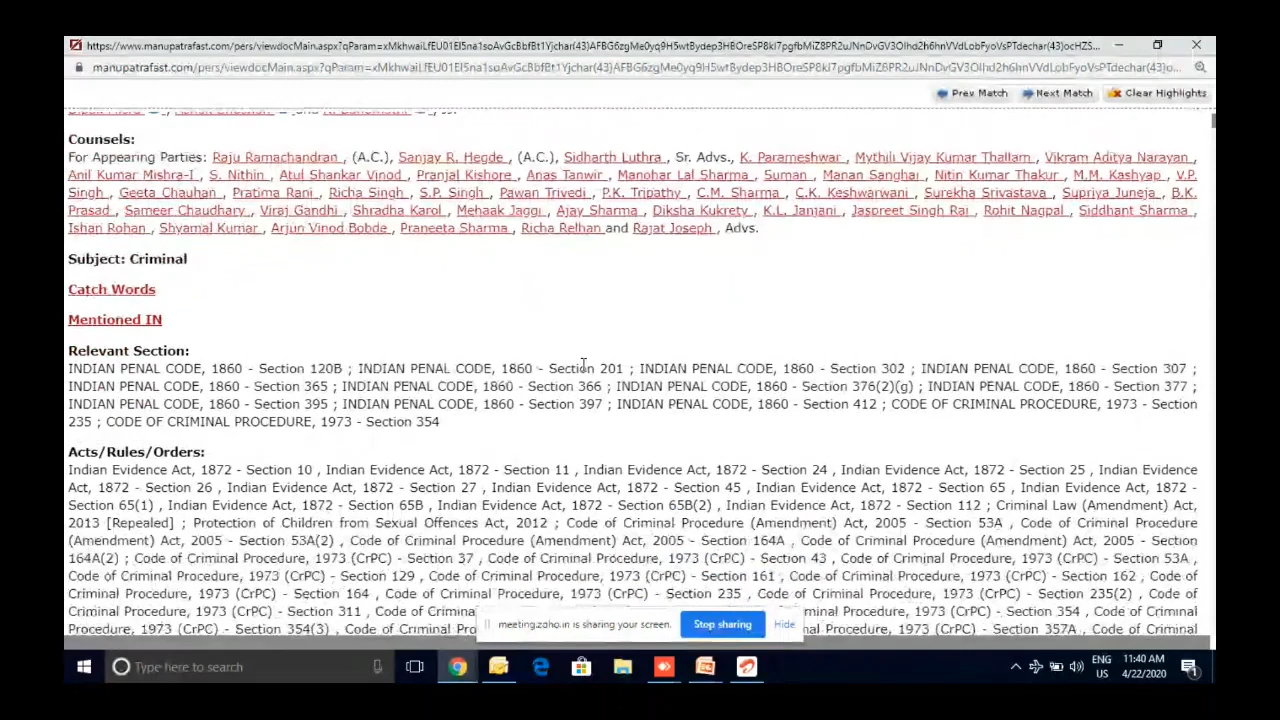 https://www.manupatrafast.com/pers/viewdocMain.aspx?
manupatrafast.com/pers/viewdocMain.aspx?
Prev Match Next Match Clear Highlights
Counsels:
For Appearing Parties: Raju Ramachandran , (A.C.), Sanjay R. Hegde , (A.C.), Sidharth Luthra , Sr. Advs., K. Parameshwar , Mythili Vijay Kumar Thallam , Vikram Aditya Narayan ,
Anil Kumar Mishra-I , S. Nithin , Atul Shankar Vinod , Pranjal Kishore , Anas Tanwir , Manohar Lal Sharma , Suman , Manan Sanghai , Nitin Kumar Thakur , M.M. Kashyap , V.P.
Singh , Geeta Chauhan , Pratima Rani , Richa Singh , S.P. Singh , Pawan Trivedi , P.K. Tripathy , C.M. Sharma , C.K. Keshwarwani , Surekha Srivastava , Supriya Juneja , B.K.
Prasad , Sameer Chaudhary , Viraj Gandhi , Shradha Karol , Mehaak Jaggi , Ajay Sharma , Diksha Kukrety , K.L. Janjani , Jaspreet Singh Rai , Rohit Nagpal , Siddhant Sharma ,
Ishan Rohan , Shyamal Kumar , Arjun Vinod Bobde , Praneeta Sharma , Richa Relhan and Rajat Joseph , Advs.
Subject: Criminal
Catch Words
Mentioned IN
Relevant Section:
INDIAN PENAL CODE, 1860 - Section 120B ; INDIAN PENAL CODE, 1860 - Section 201 ; INDIAN PENAL CODE, 1860 - Section 302 ; INDIAN PENAL CODE, 1860 - Section 307 ;
INDIAN PENAL CODE, 1860 - Section 365 ; INDIAN PENAL CODE, 1860 - Section 366 ; INDIAN PENAL CODE, 1860 - Section 376(2)(g) ; INDIAN PENAL CODE, 1860 - Section 377 ;
INDIAN PENAL CODE, 1860 - Section 395 ; INDIAN PENAL CODE, 1860 - Section 397 ; INDIAN PENAL CODE, 1860 - Section 412 ; CODE OF CRIMINAL PROCEDURE, 1973 - Section
235 ; CODE OF CRIMINAL PROCEDURE, 1973 - Section 354
Acts/Rules/Orders:
Indian Evidence Act, 1872 - Section 10 , Indian Evidence Act, 1872 - Section 11 , Indian Evidence Act, 1872 - Section 24 , Indian Evidence Act, 1872 - Section 25 , Indian Evidence
Act, 1872 - Section 26 , Indian Evidence Act, 1872 - Section 27 , Indian Evidence Act, 1872 - Section 45 , Indian Evidence Act, 1872 - Section 65 , Indian Evidence Act, 1872 -
Section 65(1) , Indian Evidence Act, 1872 - Section 65B , Indian Evidence Act, 1872 - Section 65B(2) , Indian Evidence Act, 1872 - Section 112 ; Criminal Law (Amendment) Act,
2013 [Repealed] ; Protection of Children from Sexual Offences Act, 2012 ; Code of Criminal Procedure (Amendment) Act, 2005 - Section 53A , Code of Criminal Procedure
(Amendment) Act, 2005 - Section 53A(2) , Code of Criminal Procedure (Amendment) Act, 2005 - Section 164A , Code of Criminal Procedure (Amendment) Act, 2005 - Section
164A(2) ; Code of Criminal Procedure, 1973 (CrPC) - Section 37 , Code of Criminal Procedure, 1973 (CrPC) - Section 43 , Code of Criminal Procedure, 1973 (CrPC) - Section 53A ,
Code of Criminal Procedure, 1973 (CrPC) - Section 129 , Code of Criminal Procedure, 1973 (CrPC) - Section 161 , Code of Criminal Procedure, 1973 (CrPC) - Section 162 , Code of
Criminal Procedure, 1973 (CrPC) - Section 164 , Code of Criminal Procedure, 1973 (CrPC) - Section 235 , Code of Criminal Procedure, 1973 (CrPC) - Section 235(2) , Code of
Criminal Procedure, 1973 (CrPC) - Section 311 , Code of Crimina Procedure, 1973 (CrPC) - Section 354 , Code of Criminal
Procedure, 1973 (CrPC) - Section 354(3) , Code of Criminal Pro (CrPC) - Section 357A , Code of Criminal
meeting.zoho.in is sharing your screen. Stop sharing Hide
Type here to search
ENG 11:40 AM
US 4/22/2020
1